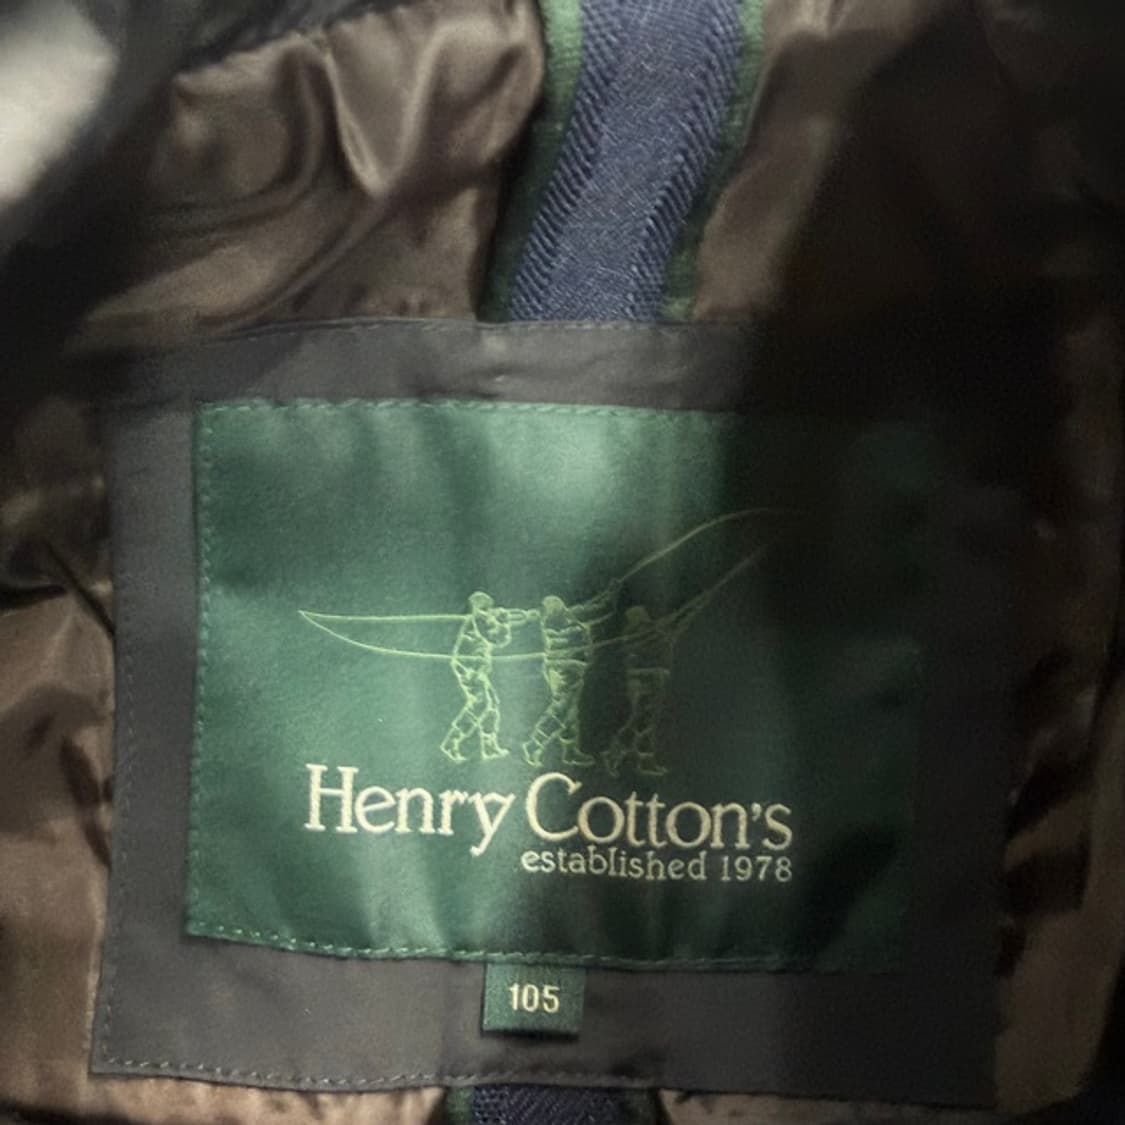 Henry Cotton's
established 1978
105